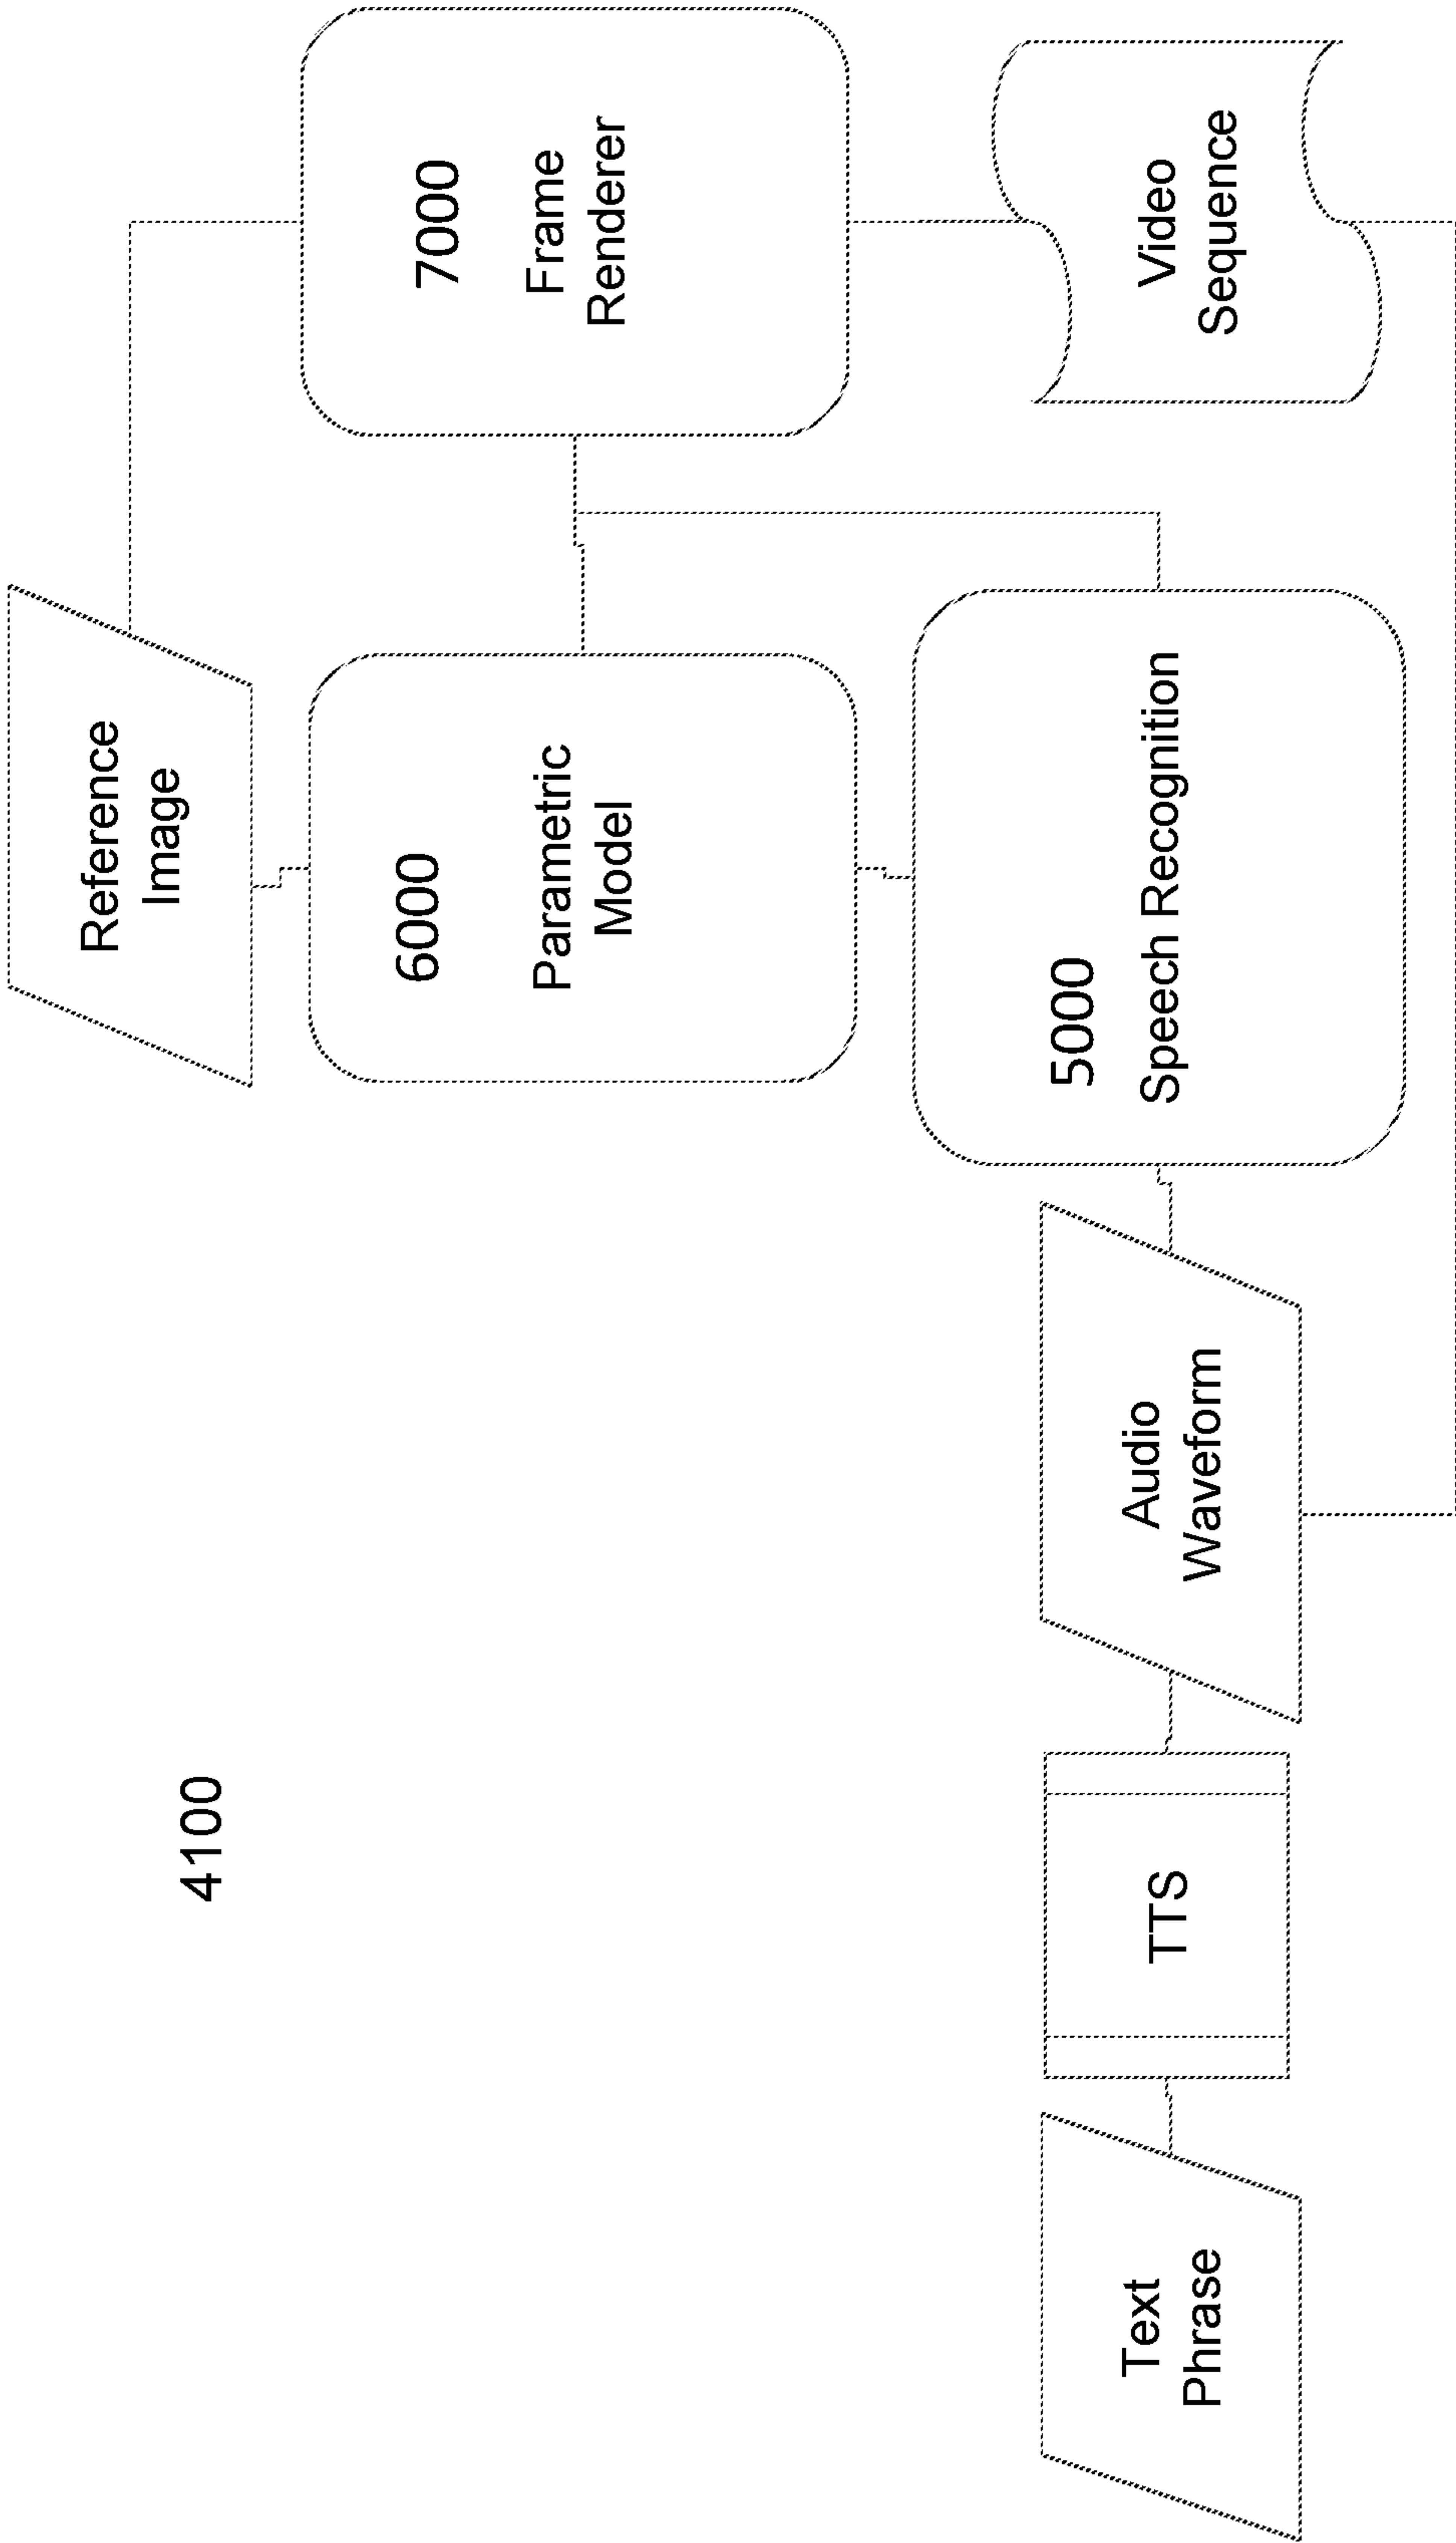 4100
Reference
Image
6000
Parametric
Model
7000
Frame
Renderer
Text
Phrase
TTS
Audio
Waveform
5000
Speech Recognition
Video
Sequence